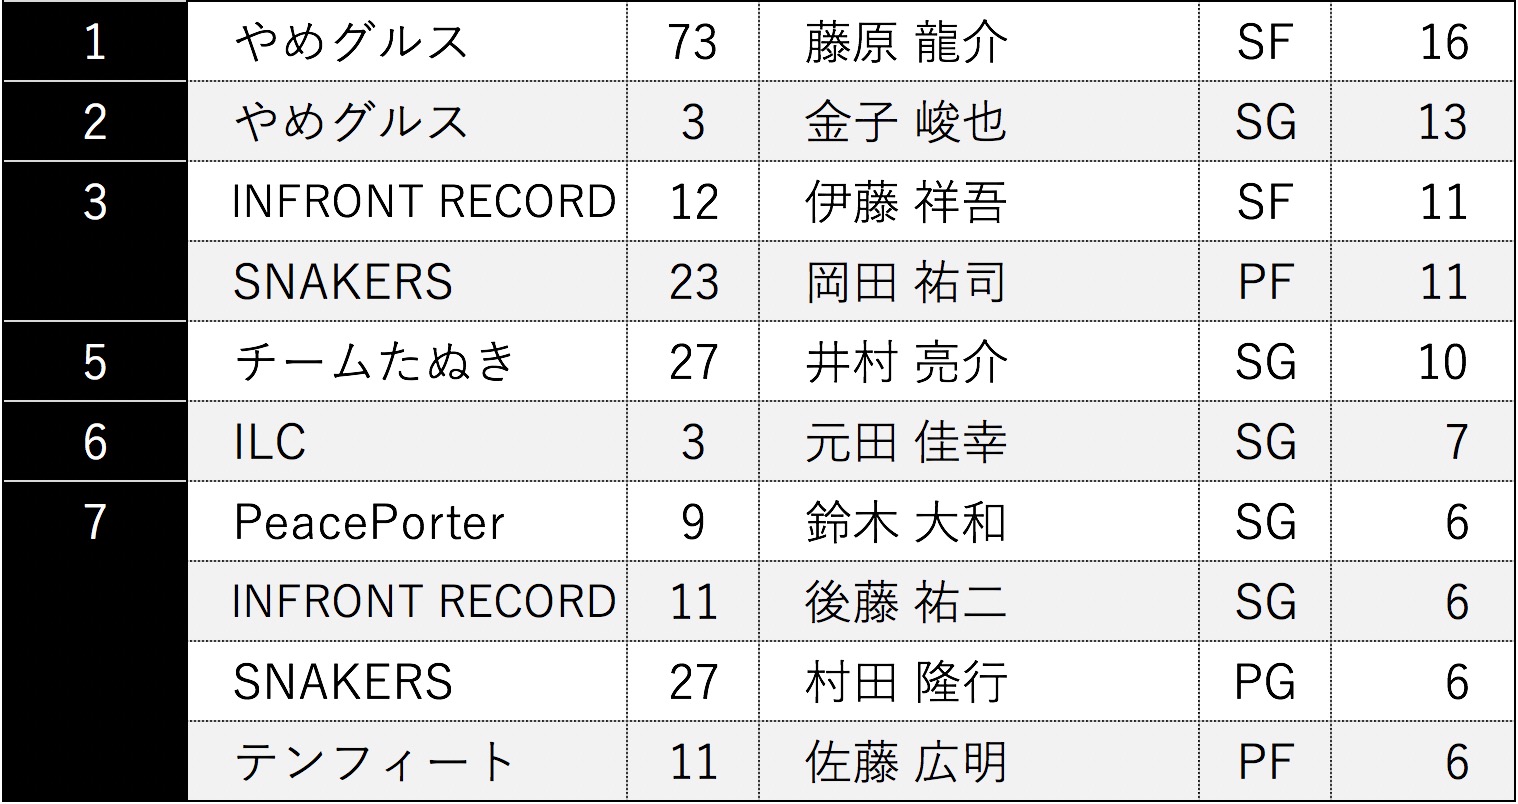 1 やめグルス 73 藤原 龍介 SF 16
2 やめグルス 3 金子 峻也 SG 13
3 INFRONT RECORD 12 伊藤 祥吾 SF 11
SNAKERS 23 岡田 祐司 PF 11
5 チームたぬき 27 井村 亮介 SG 10
6 ILC 3 元田 佳幸 SG 7
7 PeacePorter 9 鈴木 大和 SG 6
INFRONT RECORD 11 後藤 祐二 SG 6
SNAKERS 27 村田 隆行 PG 6
テンフィート 11 佐藤 広明 PF 6